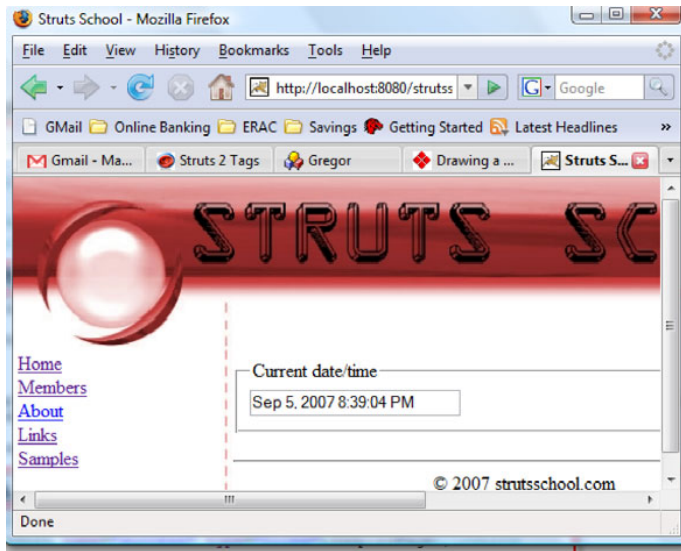 Struts School - Mozilla Firefox
File Edit View History Bookmarks Tools Help
http://localhost:8080/strutss G Google
GMail Online Banking ERAC Savings Getting Started Latest Headlines »
Gmail - Ma... Struts 2 Tags Gregor Drawing a ... Struts S...
STRUTS SC
Home
Members
About
Links
Samples
Current date/time
Sep 5, 2007 8:39:04 PM
© 2007 strutsschool.com
Done